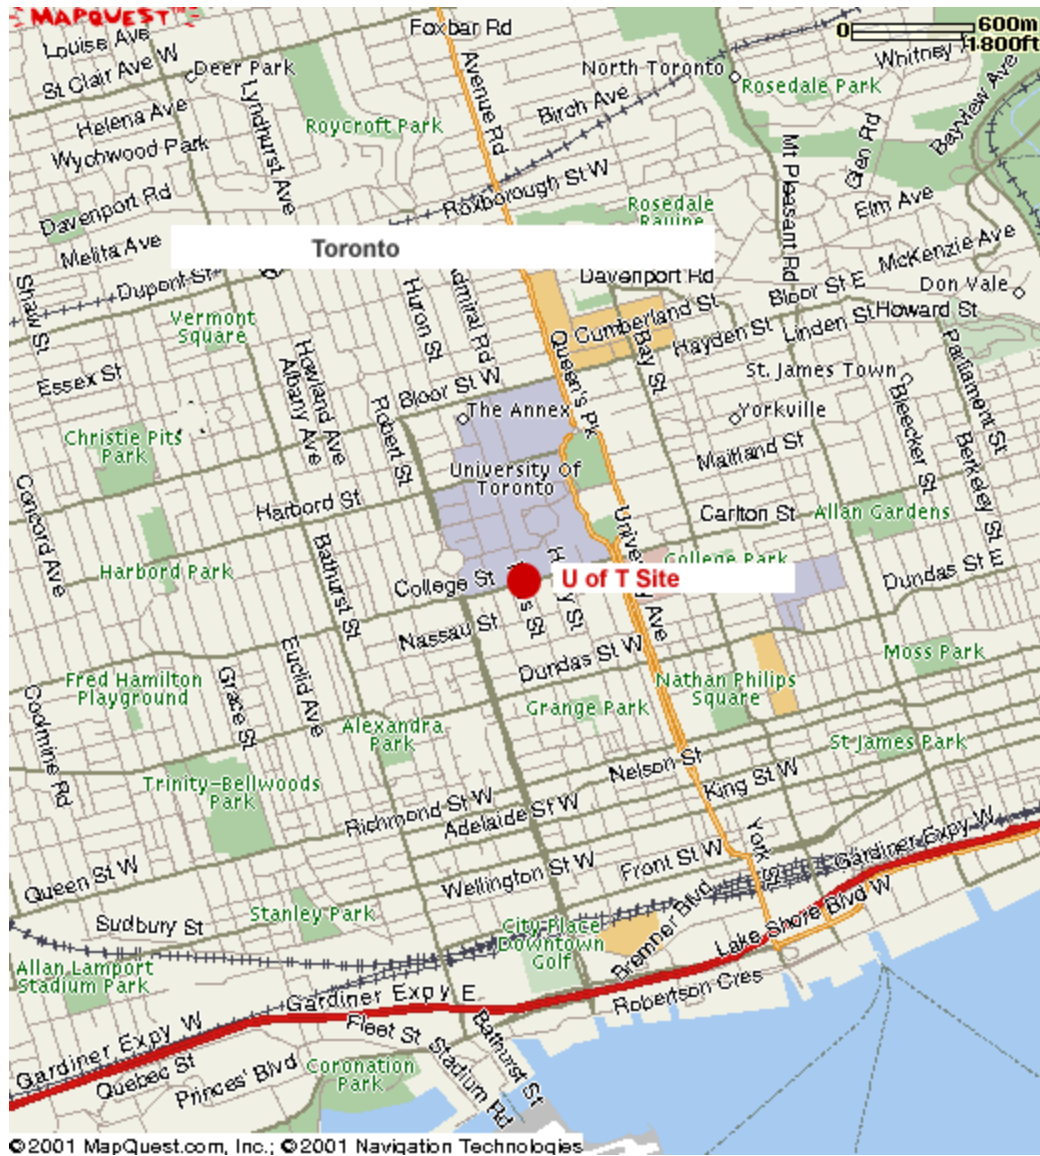 MAPQUEST
Foxbar Rd
0 600m
1800ft
Louise Ave
St Clair Ave W
Deer Park
North Toronto
Whitney
Rosedale Park
Helena Ave
Lyndhurst Ave
Avenue Rd
Birch Ave
Bayview Ave
Wychwood Park
Roycroft Park
Mt Pleasant Rd
Glen Rd
Davenport Rd
Roxborough St W
Rosedale
Ravine
Elm Ave
Melita Ave
Toronto
McKenzie Ave
Shaw St
Dupont St
Huron St
dmiral Rd
Davenport Rd
Bloor St E
Don Vale
Vermont
Square
Cumberland St
Hayden St
Linden St
Howard St
Essex St
Howland Ave
Albany Ave
Bloor St W
Queen's Pk
Bay St
St. James Town
Parliament St
Robert St
The Annex
Yorkville
Bleecker St
Christie Pits
Park
Maitland St
Berkeley St
Concord Ave
Harbord St
University Of
Toronto
Carlton St
Allan Gardens
Harbord Park
Bathurst St
College St
U of T Site
College Park
Dundas St E
Nassau St
s St
y St
Univer
Ave
Euclid Ave
Dundas St W
Moss Park
Fred Hamilton
Playground
Grace St
Nathan Philips
Square
Coolmine Rd
Alexandra
Park
Grange Park
St James Park
Trinity-Bellwoods
Park
Nelson St
King St W
Richmond St W
Adelaide St W
York St
Queen St W
Wellington St W
Front St W
Gardiner Expy W
Sudbury St
Stanley Park
City Place
Downtown
Golf
Bremner Blvd
Lake Shore Blvd W
Allan Lamport
Stadium Park
Gardiner Expy E
Robertson Cres
Gardiner Expy W
Quebec St
Fleet St
Bathurst St
Stadium Rd
Princes' Blvd
Coronation
Park
©2001 MapQuest.com, Inc.; ©2001 Navigation Technologies